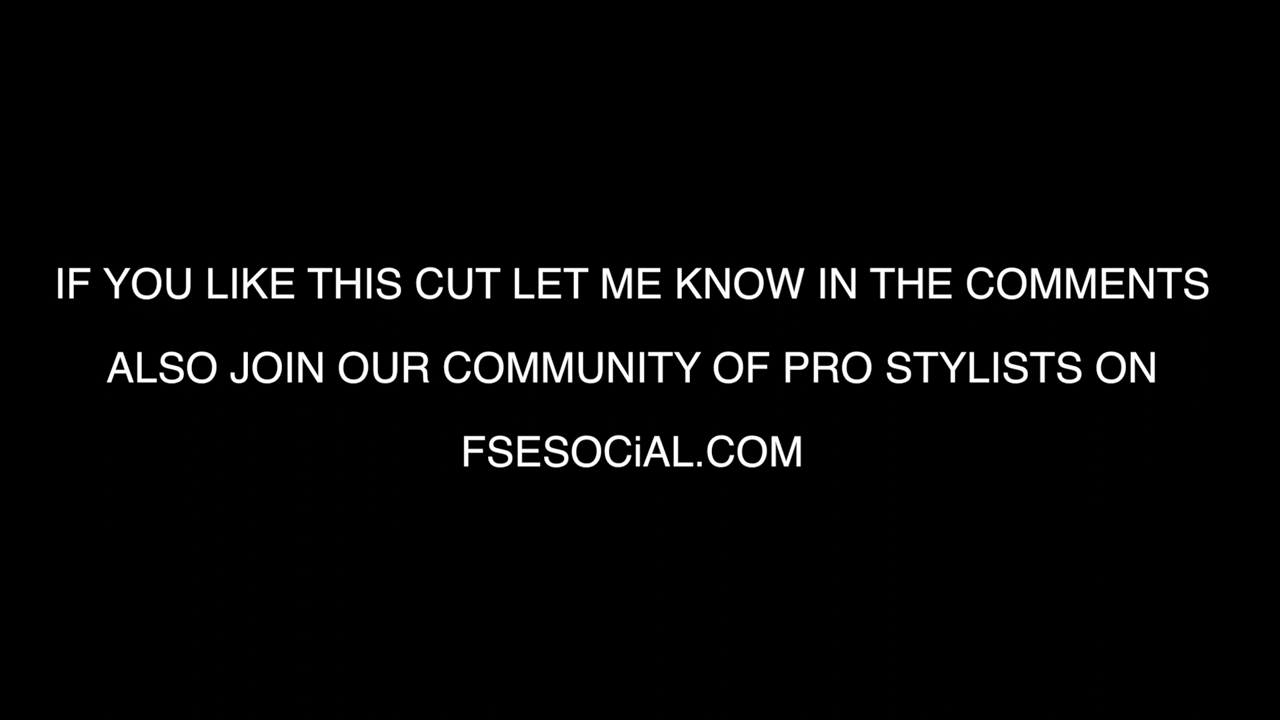 IF YOU LIKE THIS CUT LET ME KNOW IN THE COMMENTS
ALSO JOIN OUR COMMUNITY OF PRO STYLISTS ON
FSESOCiAL.COM